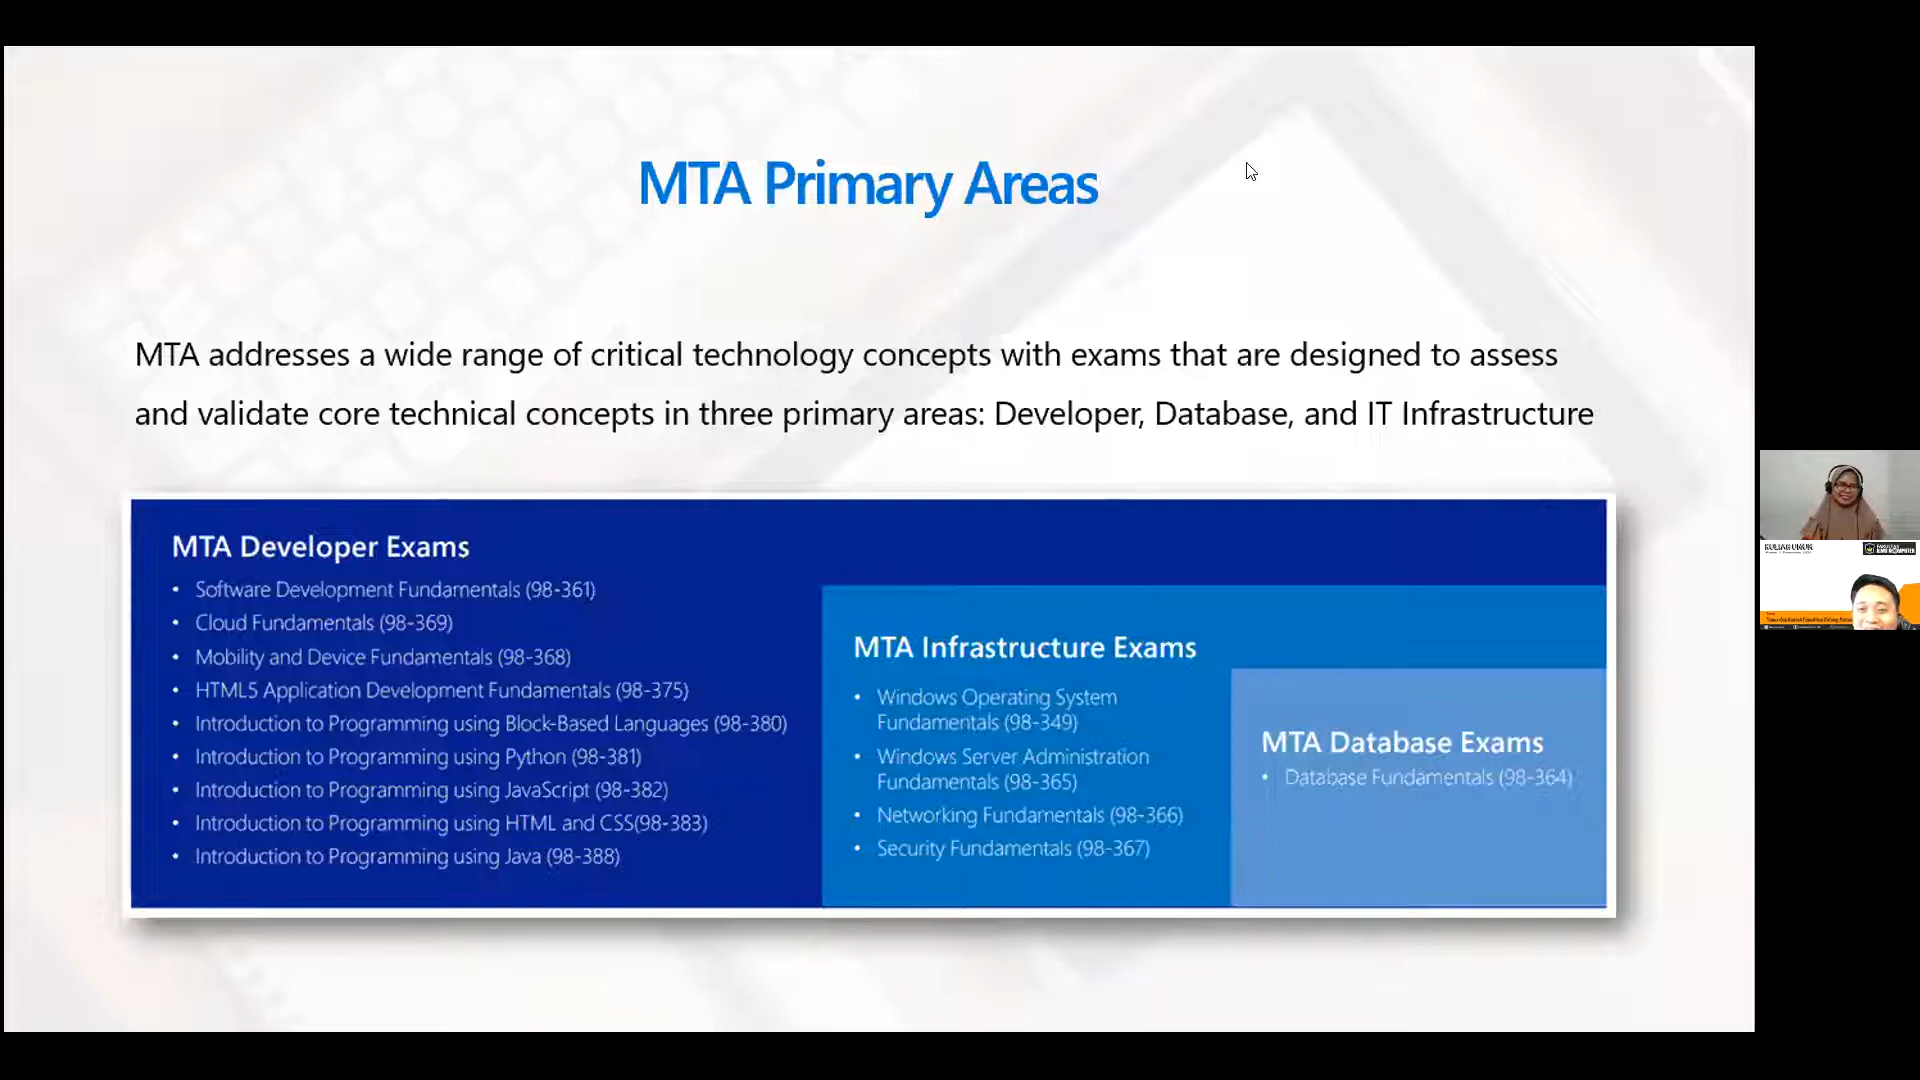 MTA Primary Areas
MTA addresses a wide range of critical technology concepts with exams that are designed to assess
and validate core technical concepts in three primary areas: Developer, Database, and IT Infrastructure
MTA Developer Exams
• Software Development Fundamentals (98-361)
• Cloud Fundamentals (98-369)
• Mobility and Device Fundamentals (98-368)
• HTML5 Application Development Fundamentals (98-375)
• Introduction to Programming using Block-Based Languages (98-380)
• Introduction to Programming using Python (98-381)
• Introduction to Programming using JavaScript (98-382)
• Introduction to Programming using HTML and CSS(98-383)
• Introduction to Programming using Java (98-388)
MTA Infrastructure Exams
• Windows Operating System
Fundamentals (98-349)
• Windows Server Administration
Fundamentals (98-365)
• Networking Fundamentals (98-366)
• Security Fundamentals (98-367)
MTA Database Exams
• Database Fundamentals (98-364)
KULIAH UMUM
FAKULTAS
ILMU KOMPUTER